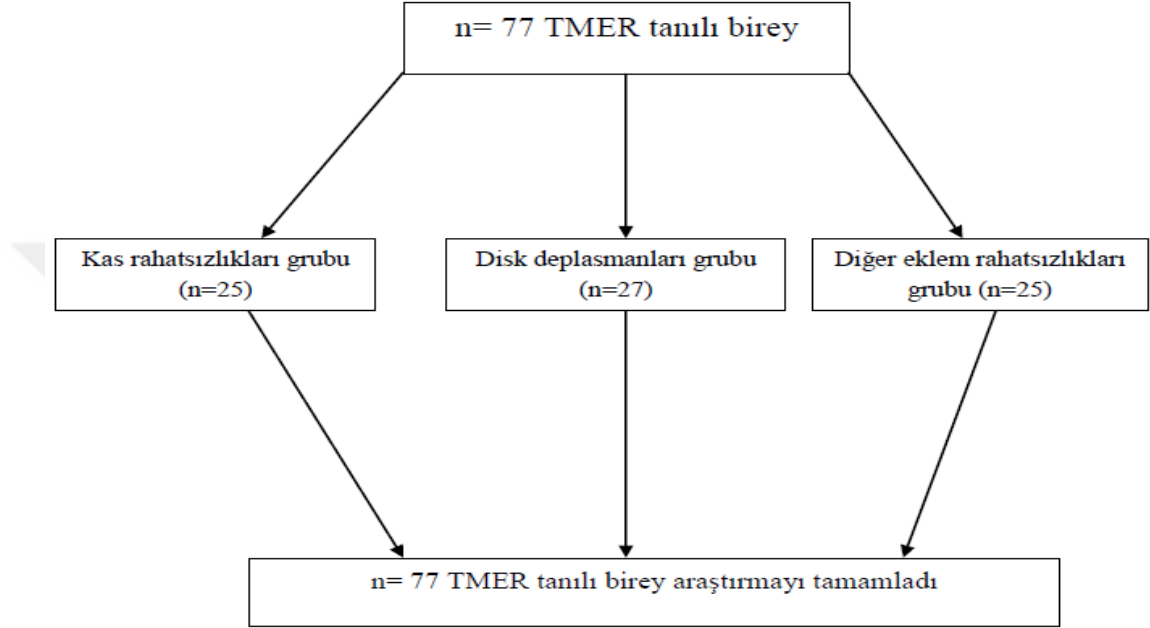 n= 77 TMER tanılı birey
Kas rahatsızlıkları grubu
(n=25)
Disk deplasmanları grubu
(n=27)
Diğer eklem rahatsızlıkları
grubu (n=25)
n= 77 TMER tanılı birey araştırmayı tamamladı